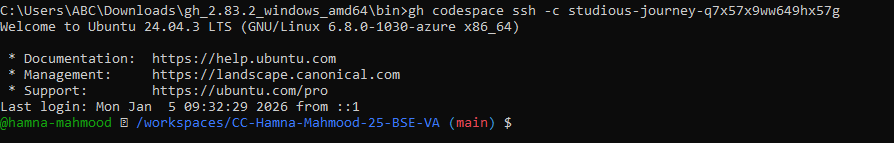 C:\Users\ABC\Downloads\gh_2.83.2_windows_amd64\bin>gh codespace ssh -c studious-journey-q7x57x9ww649hx57g
Welcome to Ubuntu 24.04.3 LTS (GNU/Linux 6.8.0-1030-azure x86_64)
* Documentation: https://help.ubuntu.com
* Management: https://landscape.canonical.com
* Support: https://ubuntu.com/pro
Last login: Mon Jan 5 09:32:29 2026 from ::1
@hamna-mahmood ⍰ /workspaces/CC-Hamna-Mahmood-25-BSE-VA (main) $